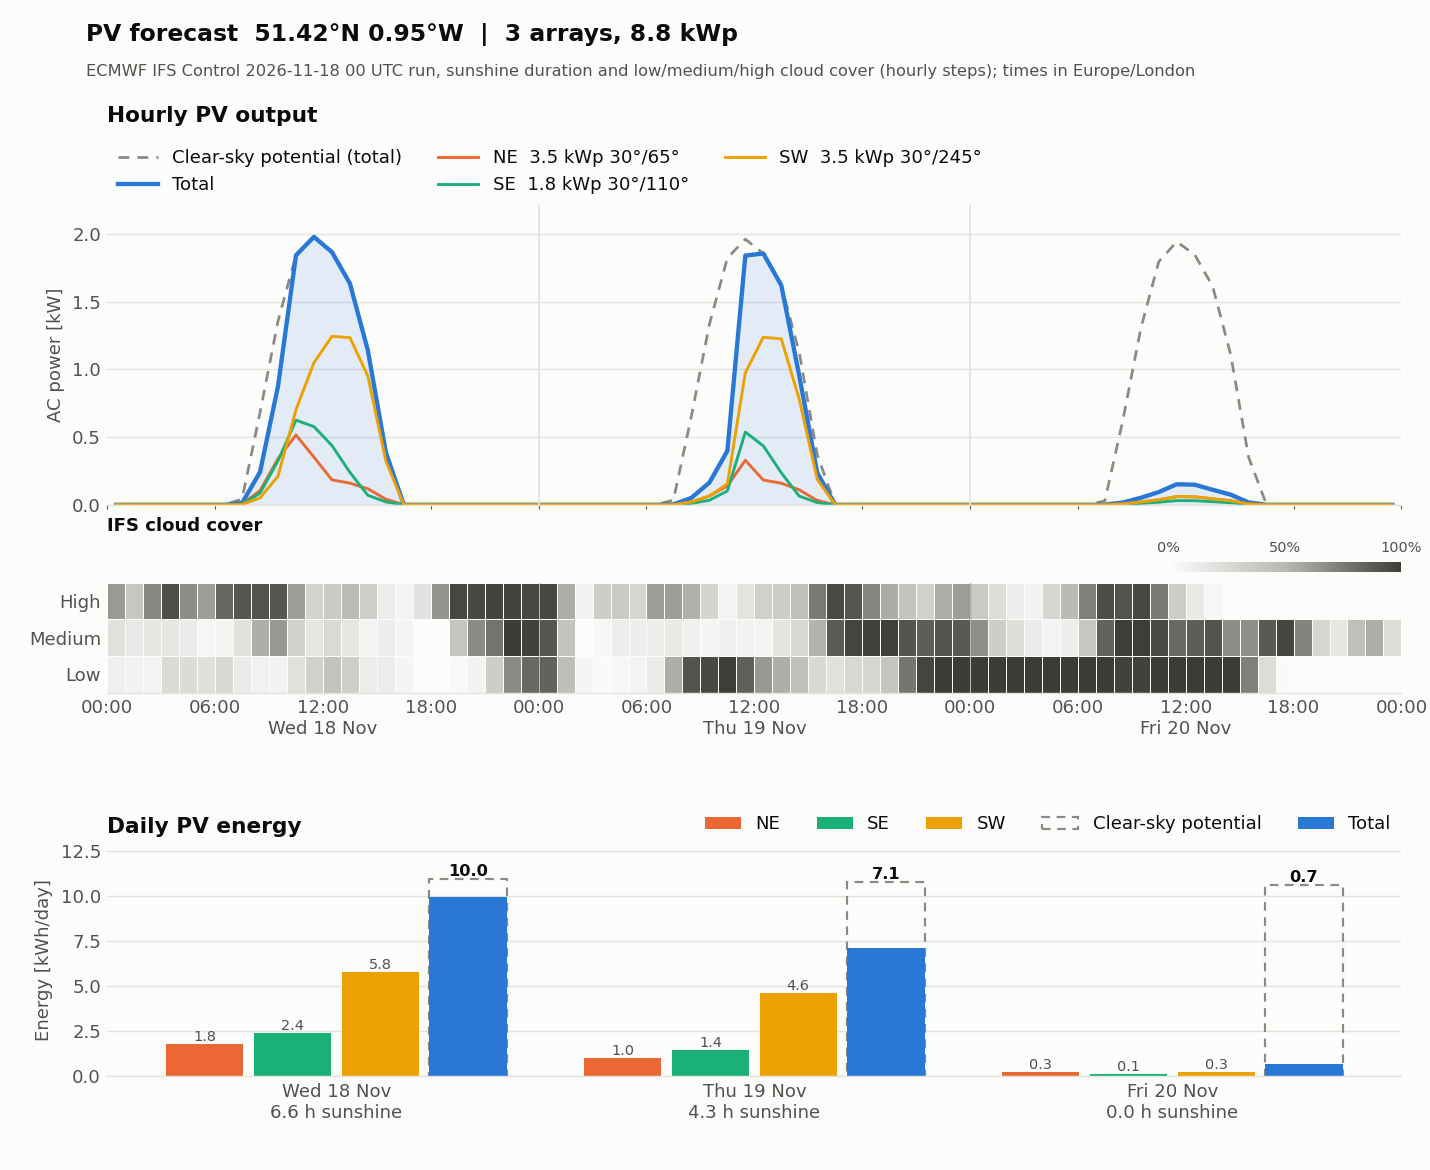 PV forecast  51.42°N 0.95°W  |  3 arrays, 8.8 kWp
ECMWF IFS Control 2026-11-18 00 UTC run, sunshine duration and low/medium/high cloud cover (hourly steps); times in Europe/London
Hourly PV output
Clear-sky potential (total)
Total
NE  3.5 kWp 30°/65°
SE  1.8 kWp 30°/110°
SW  3.5 kWp 30°/245°
AC power [kW]
2.0
1.5
1.0
0.5
0.0
IFS cloud cover
0% 50% 100%
High
Medium
Low
00:00 06:00 12:00 18:00 00:00 06:00 12:00 18:00 00:00 06:00 12:00 18:00 00:00
Wed 18 Nov Thu 19 Nov Fri 20 Nov
Daily PV energy
NE SE SW Clear-sky potential Total
Energy [kWh/day]
12.5
10.0
7.5
5.0
2.5
0.0
1.8 2.4 5.8 10.0
1.0 1.4 4.6 7.1
0.3 0.1 0.3 0.7
Wed 18 Nov Thu 19 Nov Fri 20 Nov
6.6 h sunshine 4.3 h sunshine 0.0 h sunshine